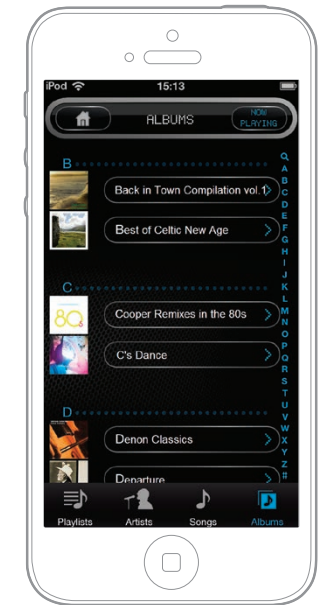 iPod 15:13
ALBUMS
NOW
PLAYING
B
Back in Town Compilation vol.1
Best of Celtic New Age
C
80s
Cooper Remixes in the 80s
C's Dance
D
Denon Classics
Departure
A
B
C
D
E
F
G
H
I
J
K
L
M
N
O
P
Q
R
S
T
U
V
W
X
Y
Z
#
Playlists Artists Songs Albums